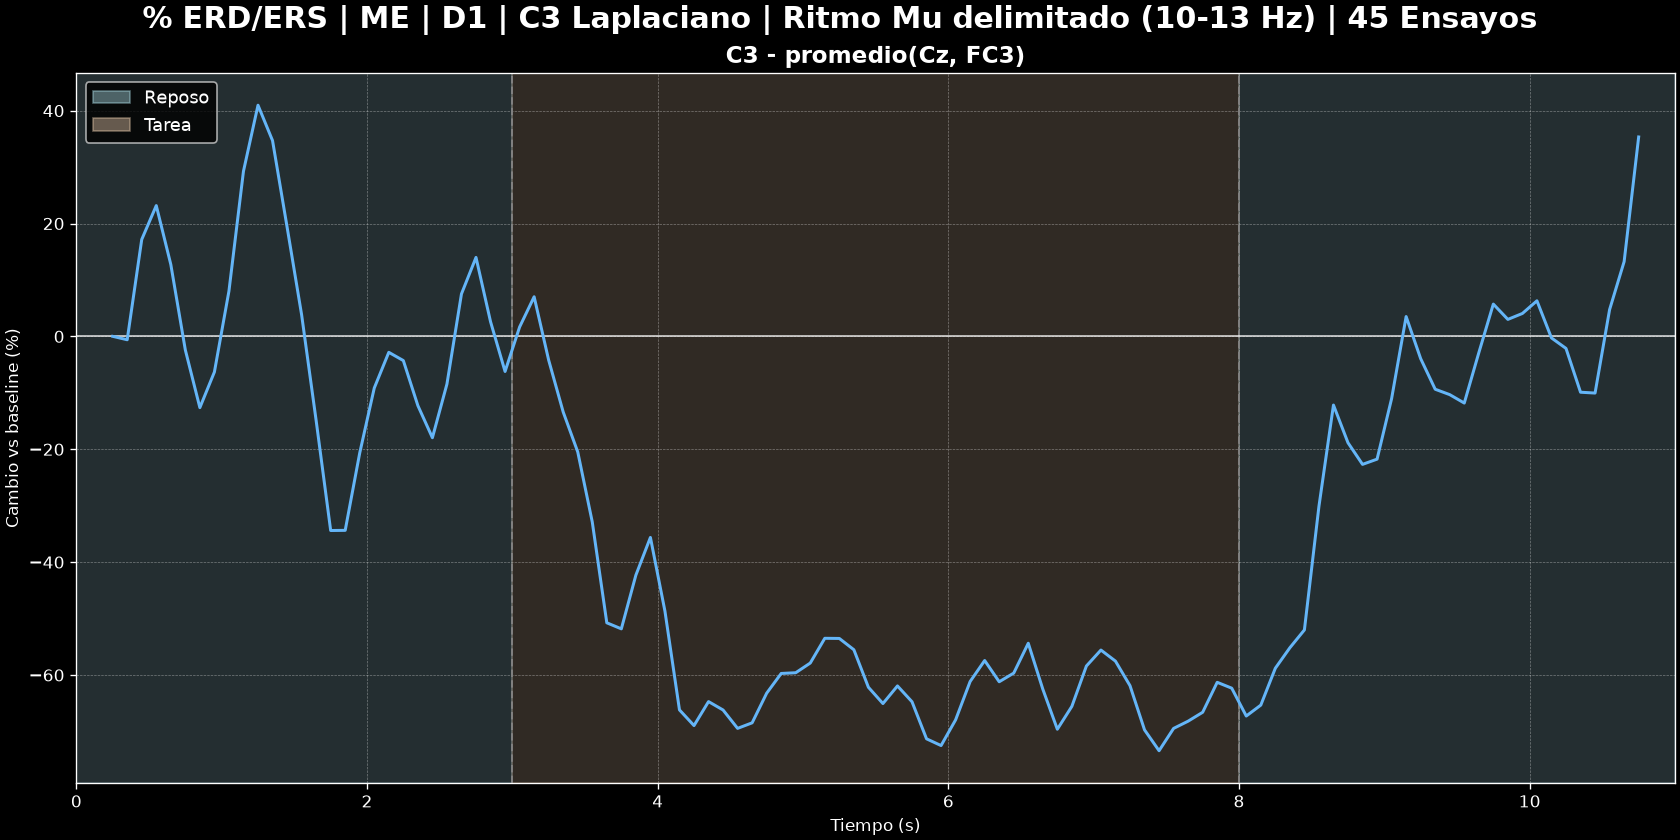 % ERD/ERS | ME | D1 | C3 Laplaciano | Ritmo Mu delimitado (10-13 Hz) | 45 Ensayos
C3 - promedio(Cz, FC3)
Reposo
Tarea
Cambio vs baseline (%)
40
20
0
−20
−40
−60
0
2
4
6
8
10
Tiempo (s)